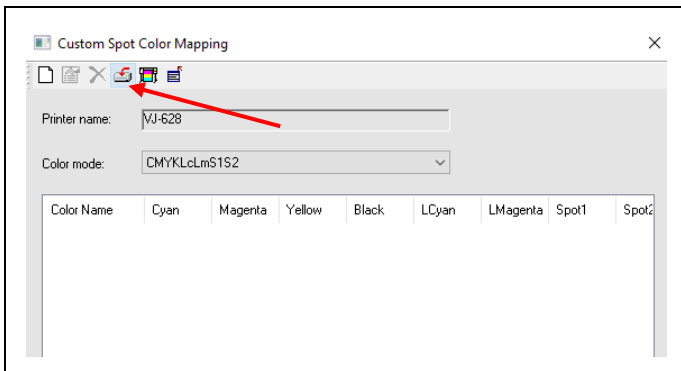 Custom Spot Color Mapping
Printer name: VJ-628
Color mode: CMYKLcLmS1S2
Color Name Cyan Magenta Yellow Black LCyan LMagenta Spot1 Spot2